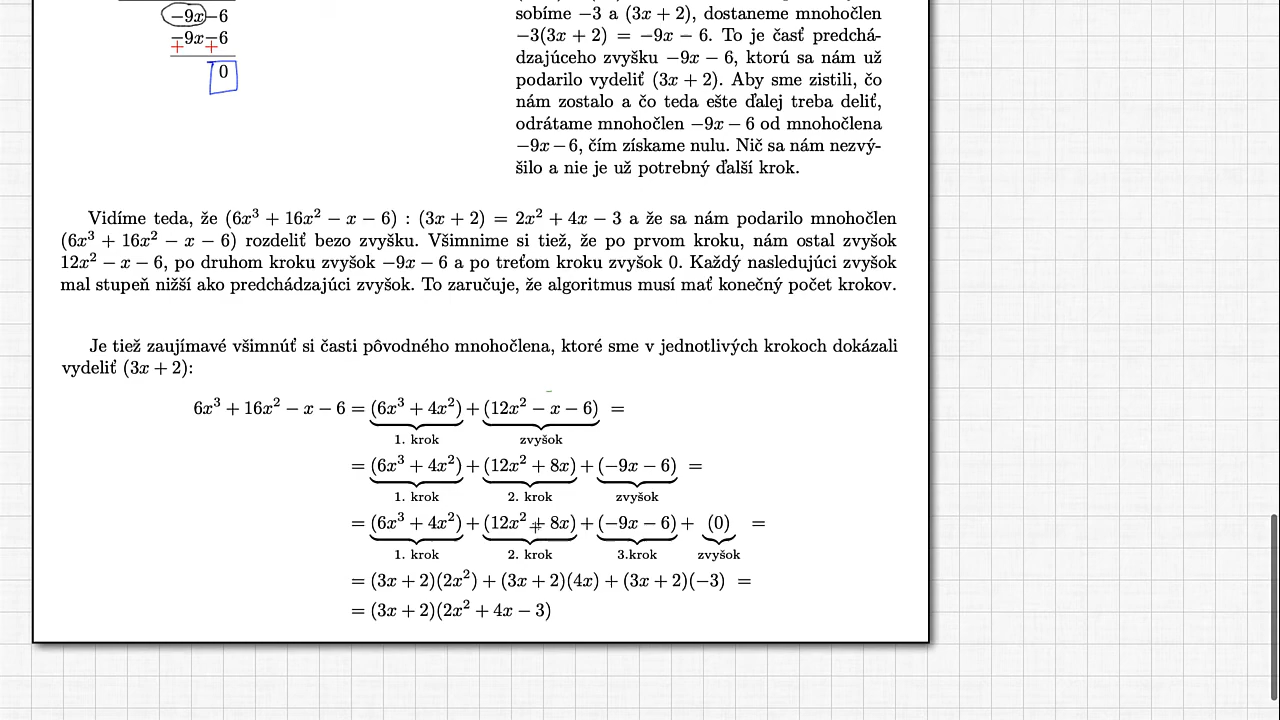 −9x−6
−9x−6
+ +
0
sobíme −3 a (3x + 2), dostaneme mnohočlen
−3(3x + 2) = −9x − 6. To je časť predchá-
dzajúceho zvyšku −9x − 6, ktorú sa nám už
podarilo vydeliť (3x + 2). Aby sme zistili, čo
nám zostalo a čo teda ešte ďalej treba deliť,
odrátame mnohočlen −9x − 6 od mnohočlena
−9x − 6, čím získame nulu. Nič sa nám nezvý-
šilo a nie je už potrebný ďalší krok.
Vidíme teda, že (6x³ + 16x² − x − 6) : (3x + 2) = 2x² + 4x − 3 a že sa nám podarilo mnohočlen
(6x³ + 16x² − x − 6) rozdeliť bezo zvyšku. Všimnime si tiež, že po prvom kroku, nám ostal zvyšok
12x² − x − 6, po druhom kroku zvyšok −9x − 6 a po treťom kroku zvyšok 0. Každý nasledujúci zvyšok
mal stupeň nižší ako predchádzajúci zvyšok. To zaručuje, že algoritmus musí mať konečný počet krokov.
Je tiež zaujímavé všimnúť si časti pôvodného mnohočlena, ktoré sme v jednotlivých krokoch dokázali
vydeliť (3x + 2):
6x³ + 16x² − x − 6 = (6x³ + 4x²) + (12x² − x − 6) =
1. krok zvyšok
= (6x³ + 4x²) + (12x² + 8x) + (−9x − 6) =
1. krok 2. krok zvyšok
= (6x³ + 4x²) + (12x² + 8x) + (−9x − 6) + (0) =
1. krok 2. krok 3.krok zvyšok
= (3x + 2)(2x²) + (3x + 2)(4x) + (3x + 2)(−3) =
= (3x + 2)(2x² + 4x − 3)